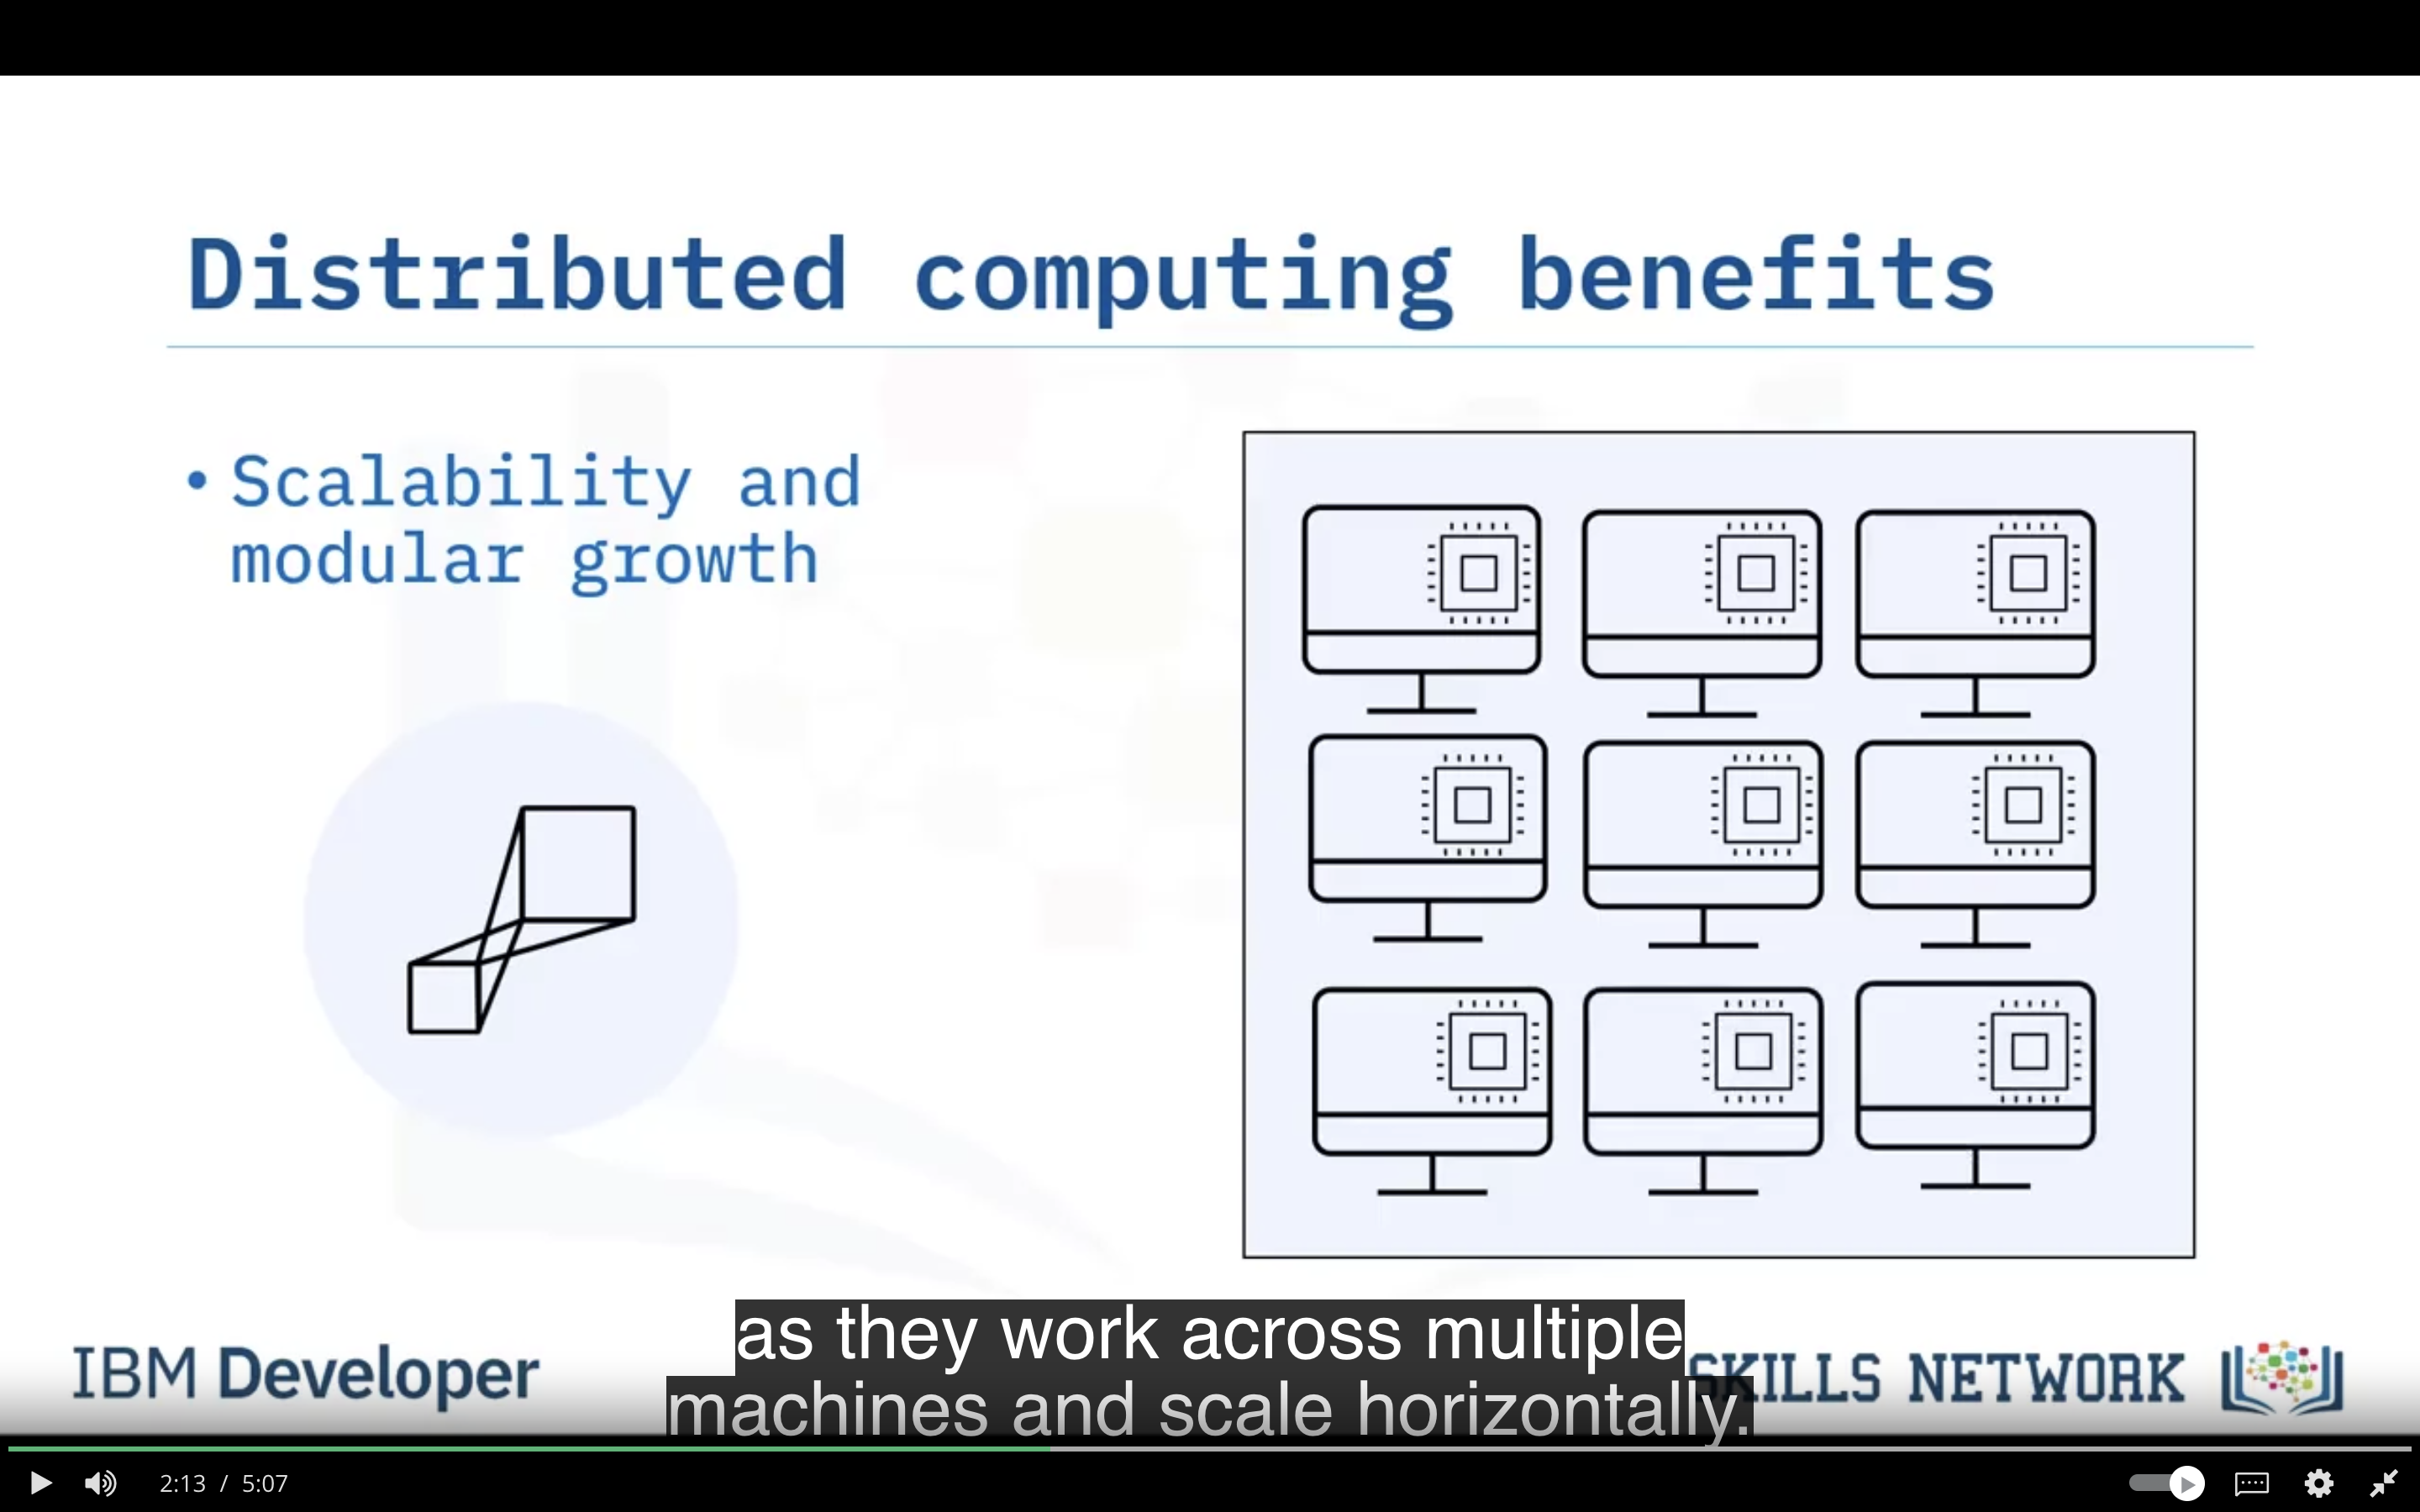 Distributed computing benefits
• Scalability and
modular growth
as they work across multiple
machines and scale horizontally.
IBM Developer
SKILLS NETWORK
2:13 / 5:07